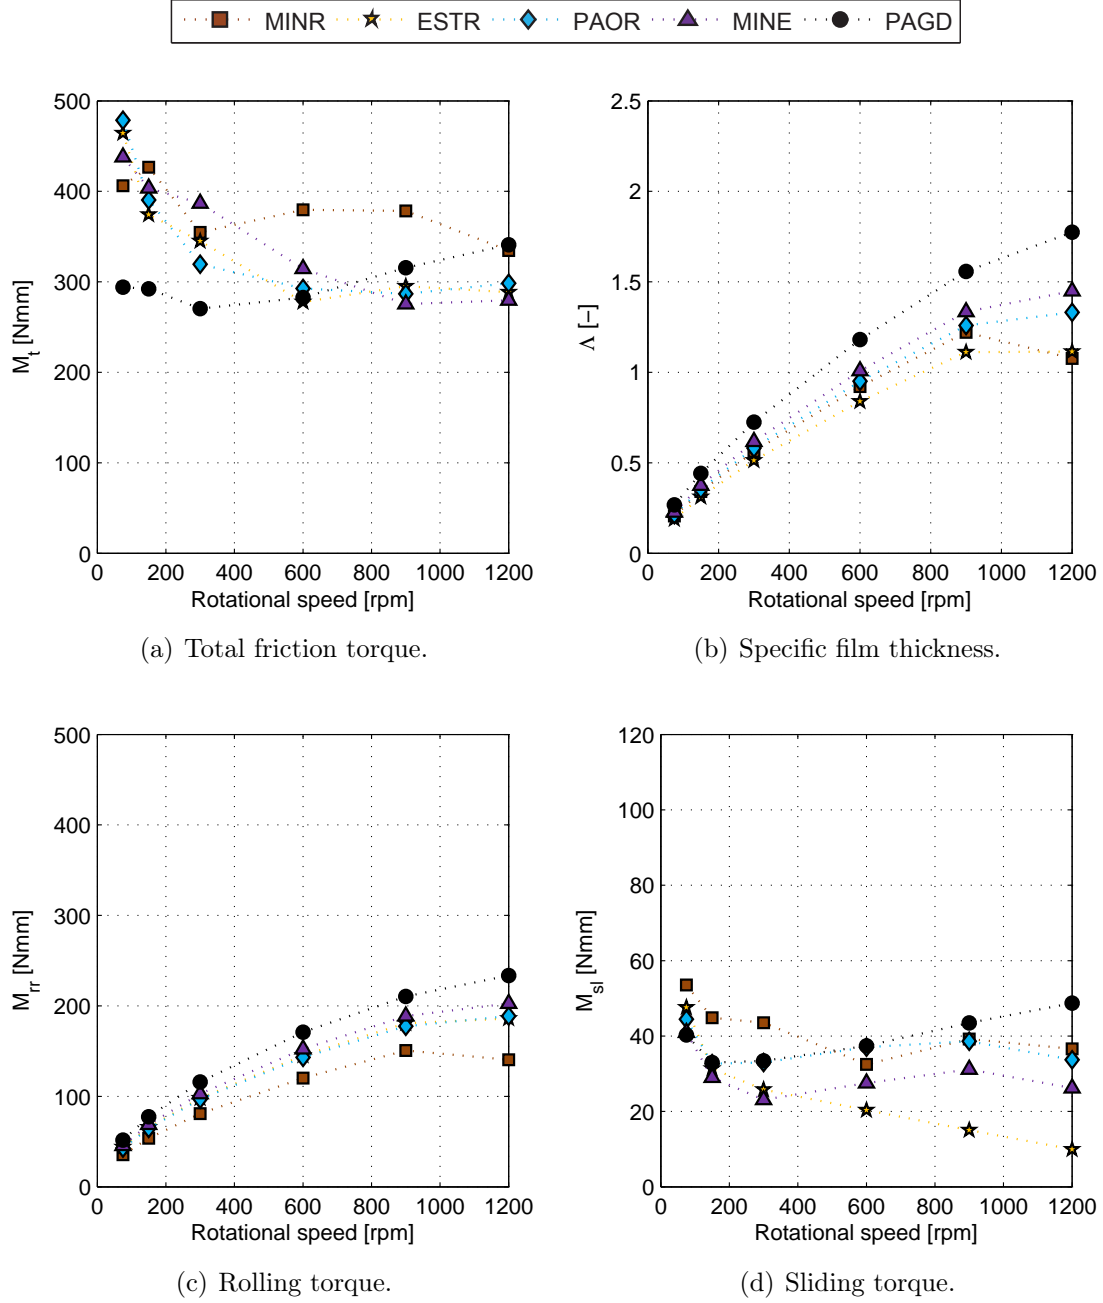 MINR ESTR PAOR MINE PAGD
500
400
300
200
100
0
M_t [Nmm]
0 200 400 600 800 1000 1200
Rotational speed [rpm]
(a) Total friction torque.
2.5
2
1.5
1
0.5
0
Λ [−]
0 200 400 600 800 1000 1200
Rotational speed [rpm]
(b) Specific film thickness.
500
400
300
200
100
0
M_rr [Nmm]
0 200 400 600 800 1000 1200
Rotational speed [rpm]
(c) Rolling torque.
120
100
80
60
40
20
0
M_sl [Nmm]
0 200 400 600 800 1000 1200
Rotational speed [rpm]
(d) Sliding torque.